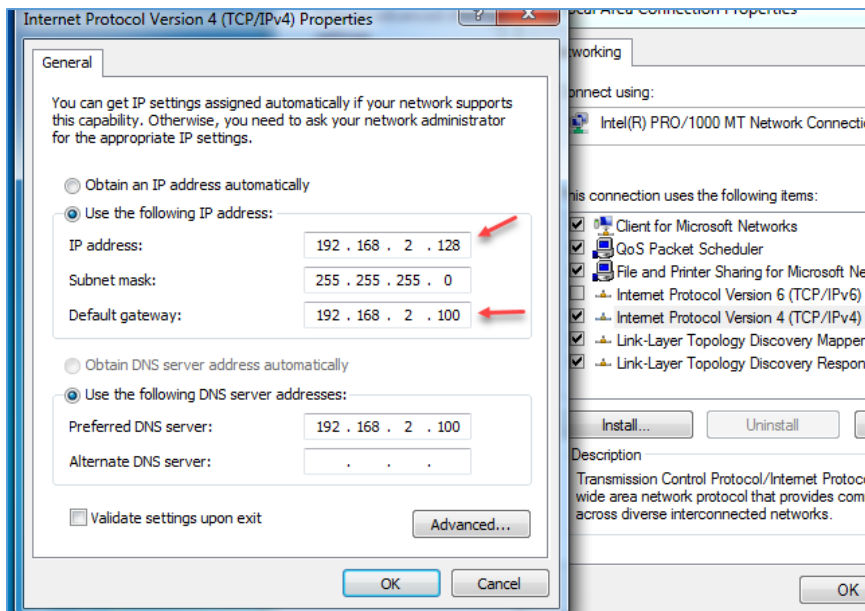 Internet Protocol Version 4 (TCP/IPv4) Properties
General
You can get IP settings assigned automatically if your network supports
this capability. Otherwise, you need to ask your network administrator
for the appropriate IP settings.
Obtain an IP address automatically
Use the following IP address:
IP address: 192 . 168 . 2 . 128
Subnet mask: 255 . 255 . 255 . 0
Default gateway: 192 . 168 . 2 . 100
Obtain DNS server address automatically
Use the following DNS server addresses:
Preferred DNS server: 192 . 168 . 2 . 100
Alternate DNS server: . . .
Validate settings upon exit
Advanced...
OK
Cancel
Area Connection Properties
tworking
onnect using:
Intel(R) PRO/1000 MT Network Connecti
his connection uses the following items:
Client for Microsoft Networks
QoS Packet Scheduler
File and Printer Sharing for Microsoft Ne
Internet Protocol Version 6 (TCP/IPv6)
Internet Protocol Version 4 (TCP/IPv4)
Link-Layer Topology Discovery Mapper
Link-Layer Topology Discovery Respon
Install...
Uninstall
Description
Transmission Control Protocol/Internet Protoc
wide area network protocol that provides com
across diverse interconnected networks.
OK